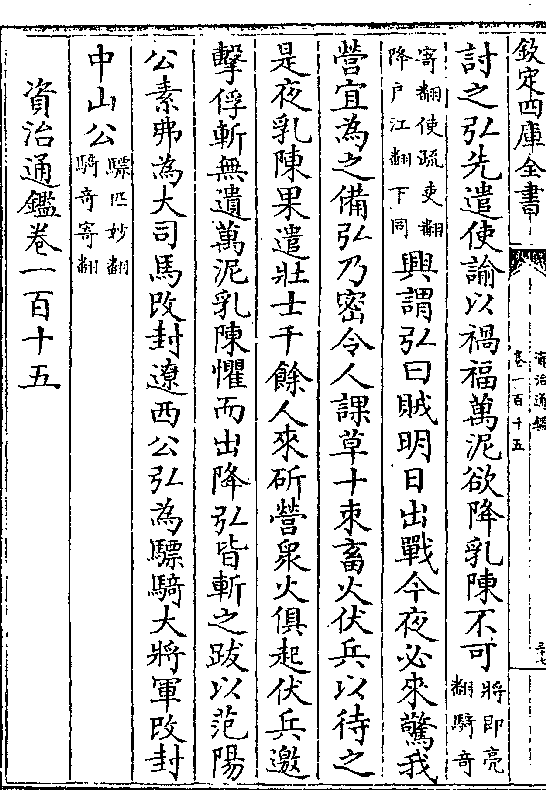 欽定四庫全書
資治通鑑
卷一百十五
討之弘先遣使諭以禍福萬泥欲降乳陳不可將即亮翻騎奇
寄翻使疏吏翻降戶江翻下同興謂弘曰賊明日出戰今夜必來驚我
營宜為之備弘乃密令人課草十束畜火伏兵以待之
是夜乳陳果遣壯士千餘人來斫營衆火俱起伏兵邀
擊俘斬無遺萬泥乳陳懼而出降弘皆斬之跋以范陽
公素弗為大司馬改封遼西公弘為驃騎大將軍改封
中山公驃匹妙翻騎奇寄翻
資治通鑑卷一百十五